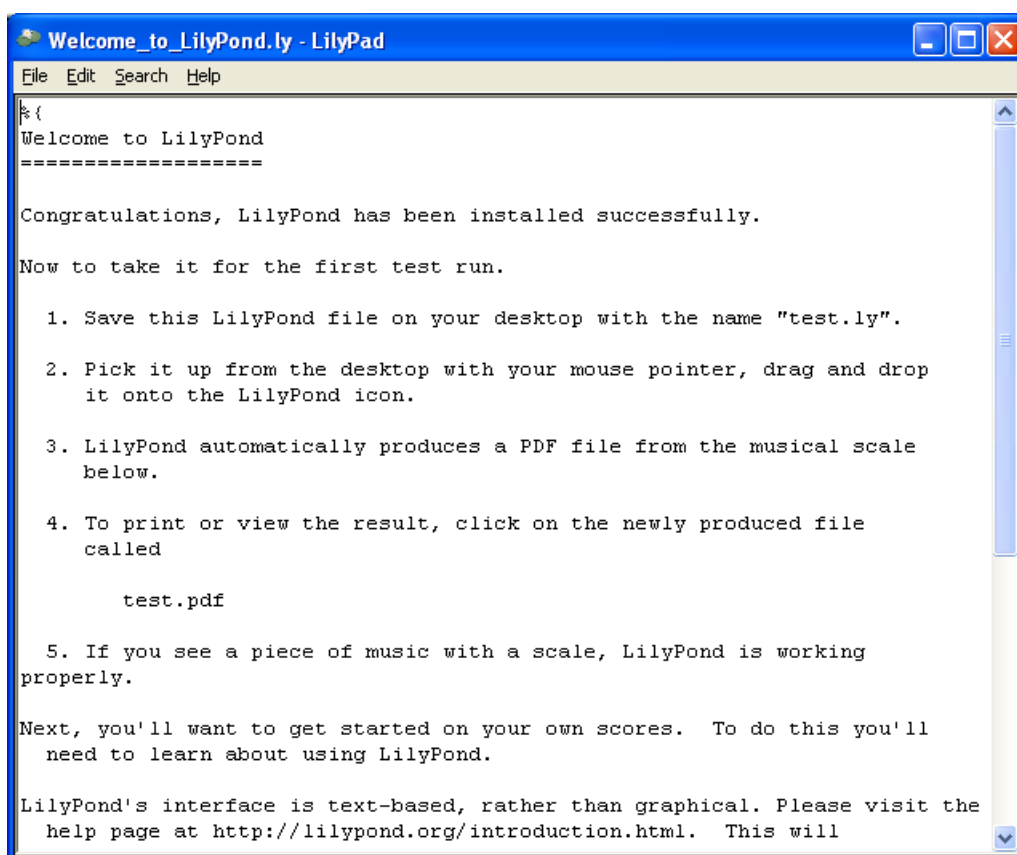 Welcome_to_LilyPond.ly - LilyPad
File Edit Search Help
%{
Welcome to LilyPond
===================
Congratulations, LilyPond has been installed successfully.
Now to take it for the first test run.
1. Save this LilyPond file on your desktop with the name "test.ly".
2. Pick it up from the desktop with your mouse pointer, drag and drop
it onto the LilyPond icon.
3. LilyPond automatically produces a PDF file from the musical scale
below.
4. To print or view the result, click on the newly produced file
called
test.pdf
5. If you see a piece of music with a scale, LilyPond is working
properly.
Next, you'll want to get started on your own scores.  To do this you'll
need to learn about using LilyPond.
LilyPond's interface is text-based, rather than graphical. Please visit the
help page at http://lilypond.org/introduction.html.  This will